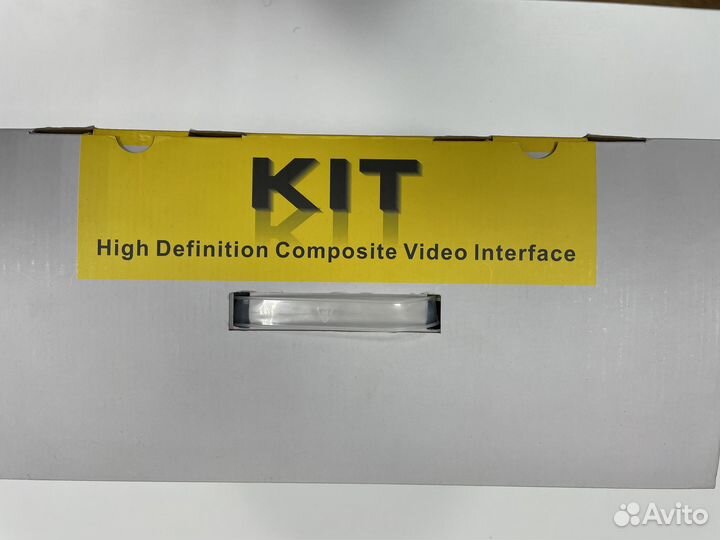 KIT
High Definition Composite Video Interface
Avito